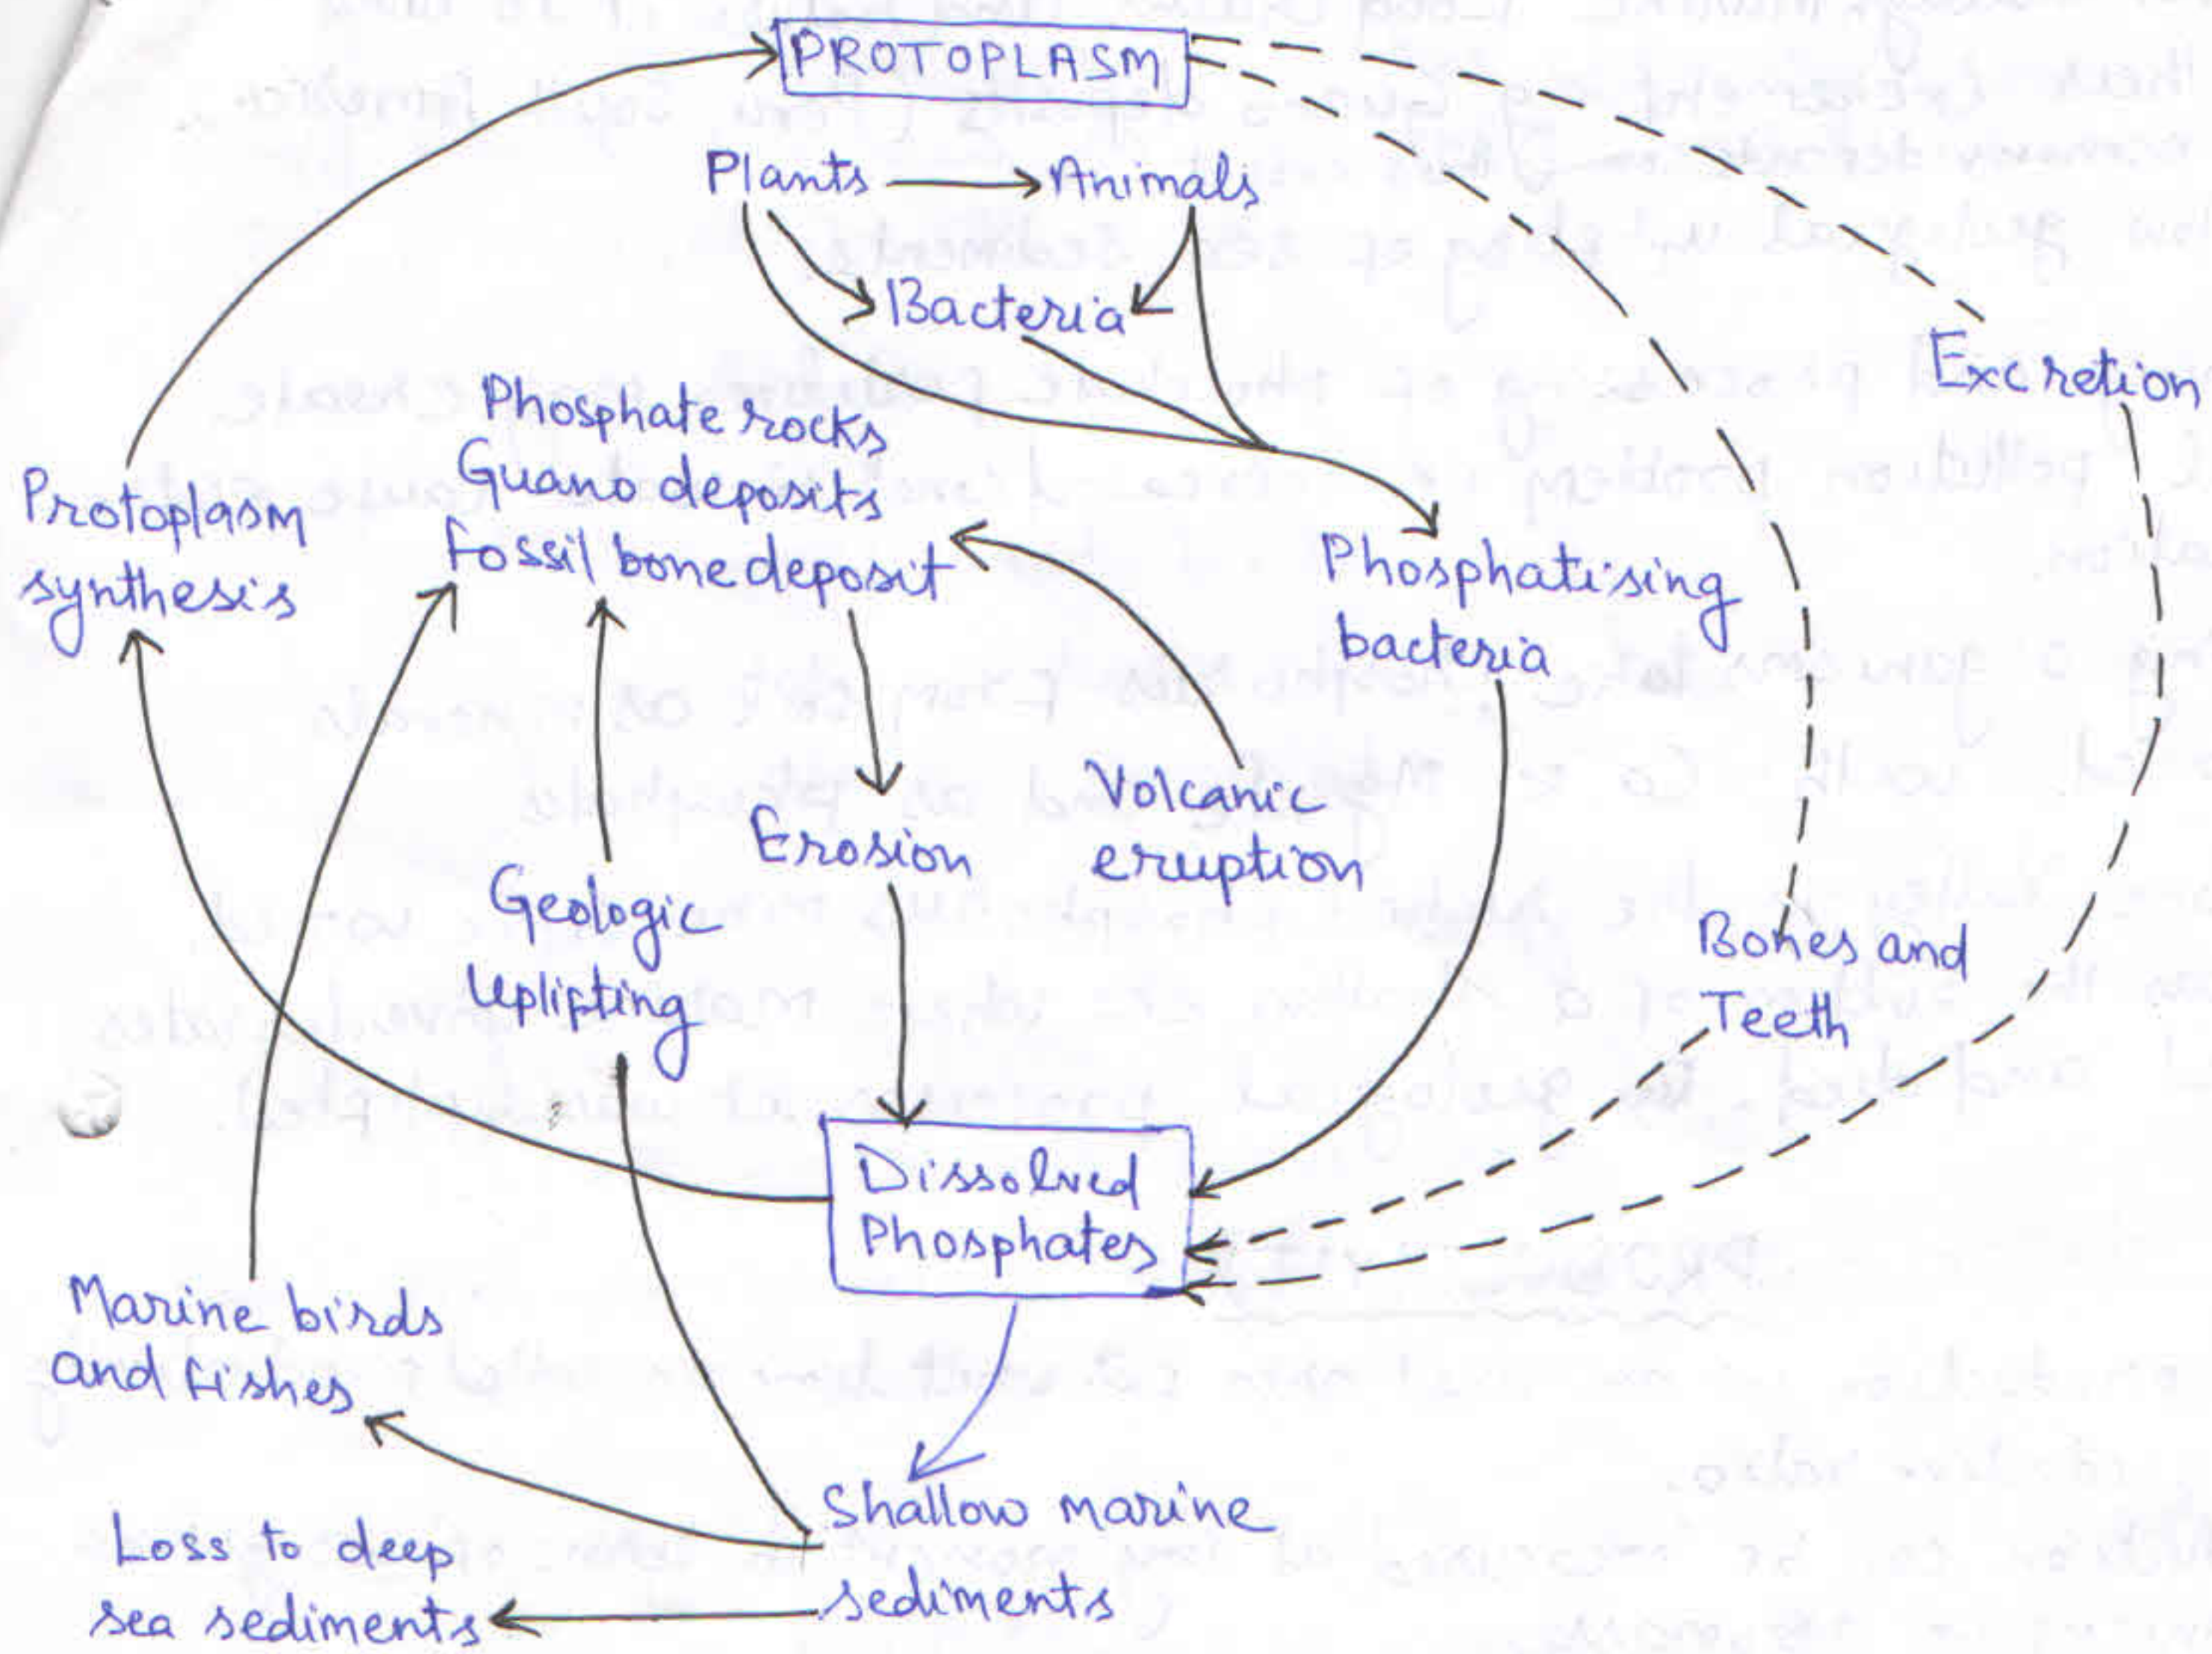 PROTOPLASM
Plants
Animals
Bacteria
Excretion
Phosphate rocks
Guano deposits
Fossil bone deposit
Protoplasm
synthesis
Phosphatising
bacteria
Volcanic
eruption
Erosion
Geologic
Uplifting
Bones and
Teeth
Dissolved
Phosphates
Marine birds
and fishes
Shallow marine
sediments
Loss to deep
sea sediments